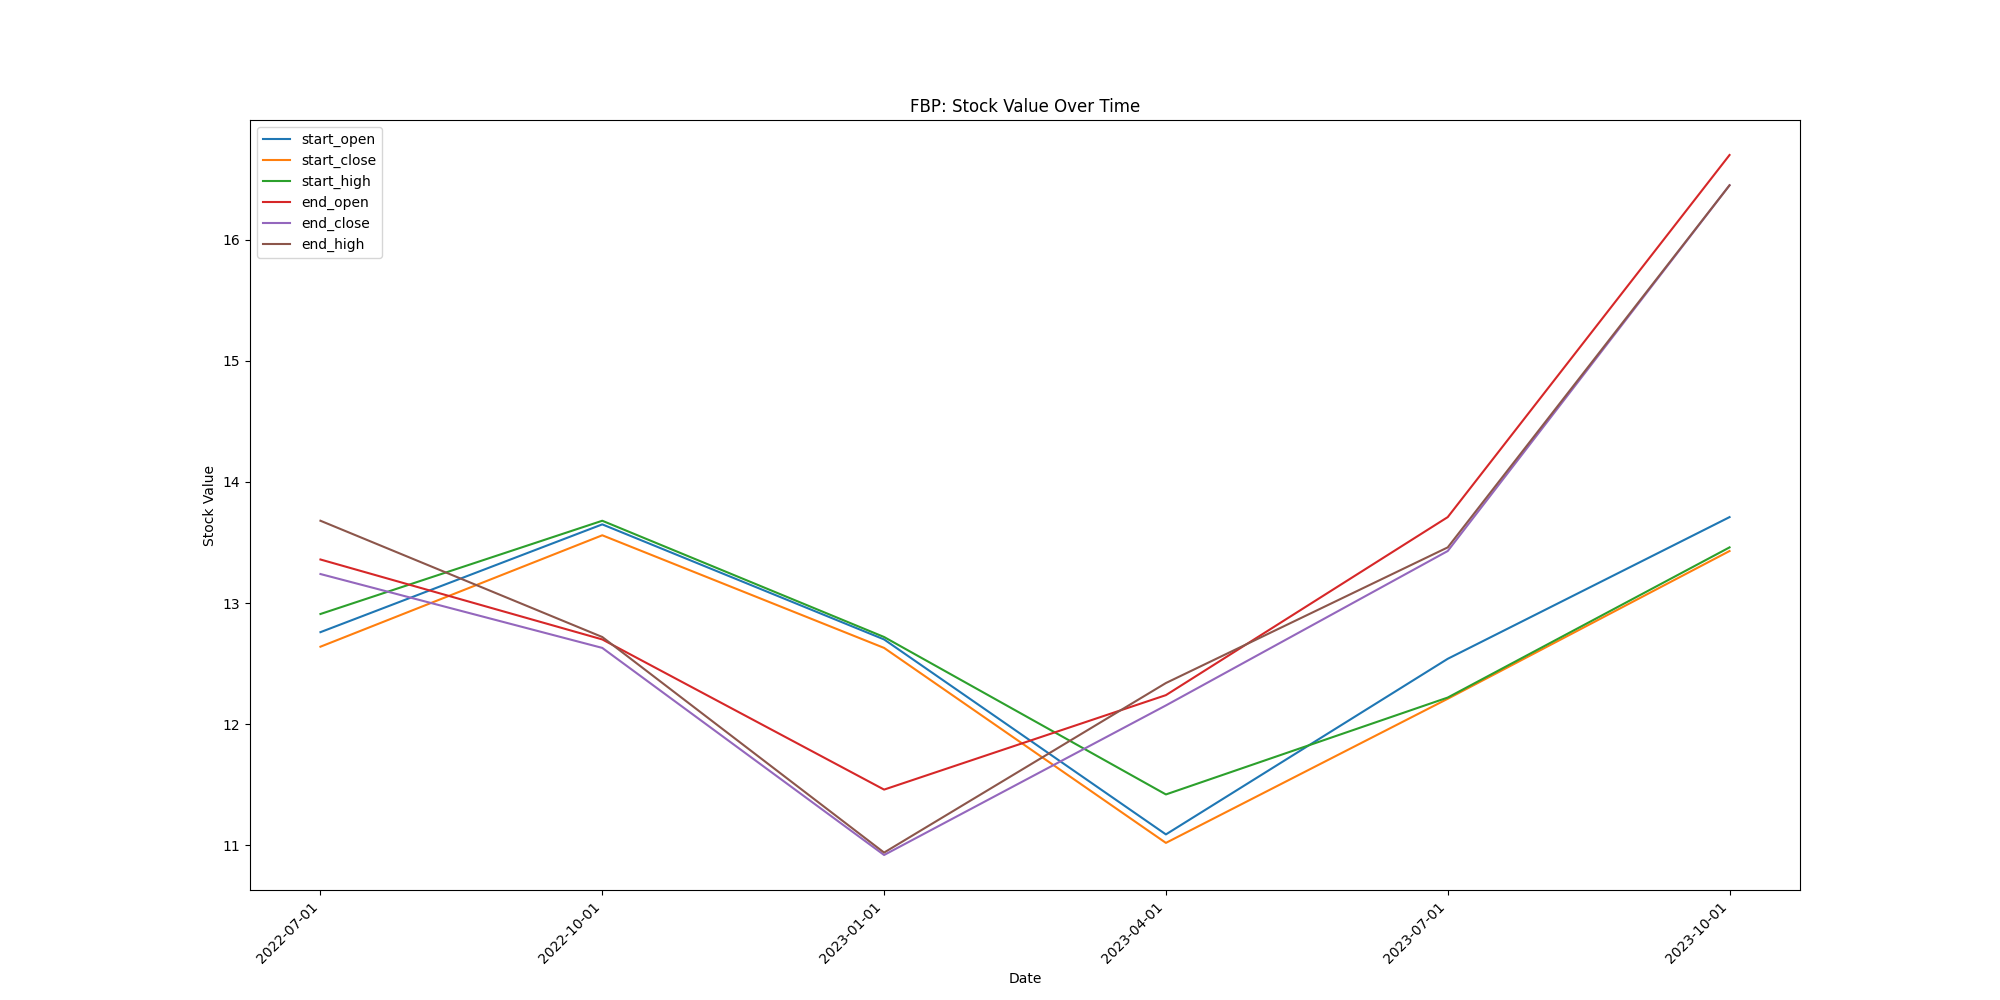 FBP: Stock Value Over Time
start_open
start_close
start_high
end_open
end_close
end_high
Stock Value
16
15
14
13
12
11
2022-07-01
2022-10-01
2023-01-01
2023-04-01
2023-07-01
2023-10-01
Date